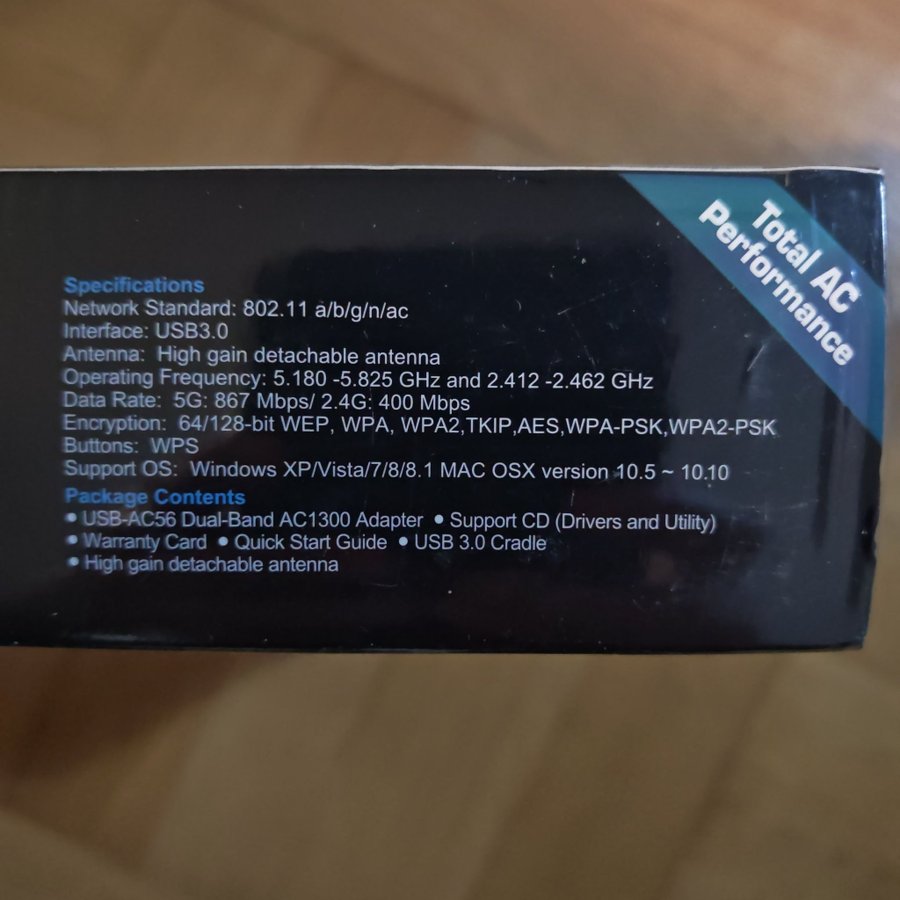 Total AC
Performance
Specifications
Network Standard: 802.11 a/b/g/n/ac
Interface: USB3.0
Antenna: High gain detachable antenna
Operating Frequency: 5.180 -5.825 GHz and 2.412 -2.462 GHz
Data Rate: 5G: 867 Mbps/ 2.4G: 400 Mbps
Encryption: 64/128-bit WEP, WPA, WPA2,TKIP,AES,WPA-PSK,WPA2-PSK
Buttons: WPS
Support OS: Windows XP/Vista/7/8/8.1 MAC OSX version 10.5 ~ 10.10
Package Contents
• USB-AC56 Dual-Band AC1300 Adapter • Support CD (Drivers and Utility)
• Warranty Card • Quick Start Guide • USB 3.0 Cradle
• High gain detachable antenna